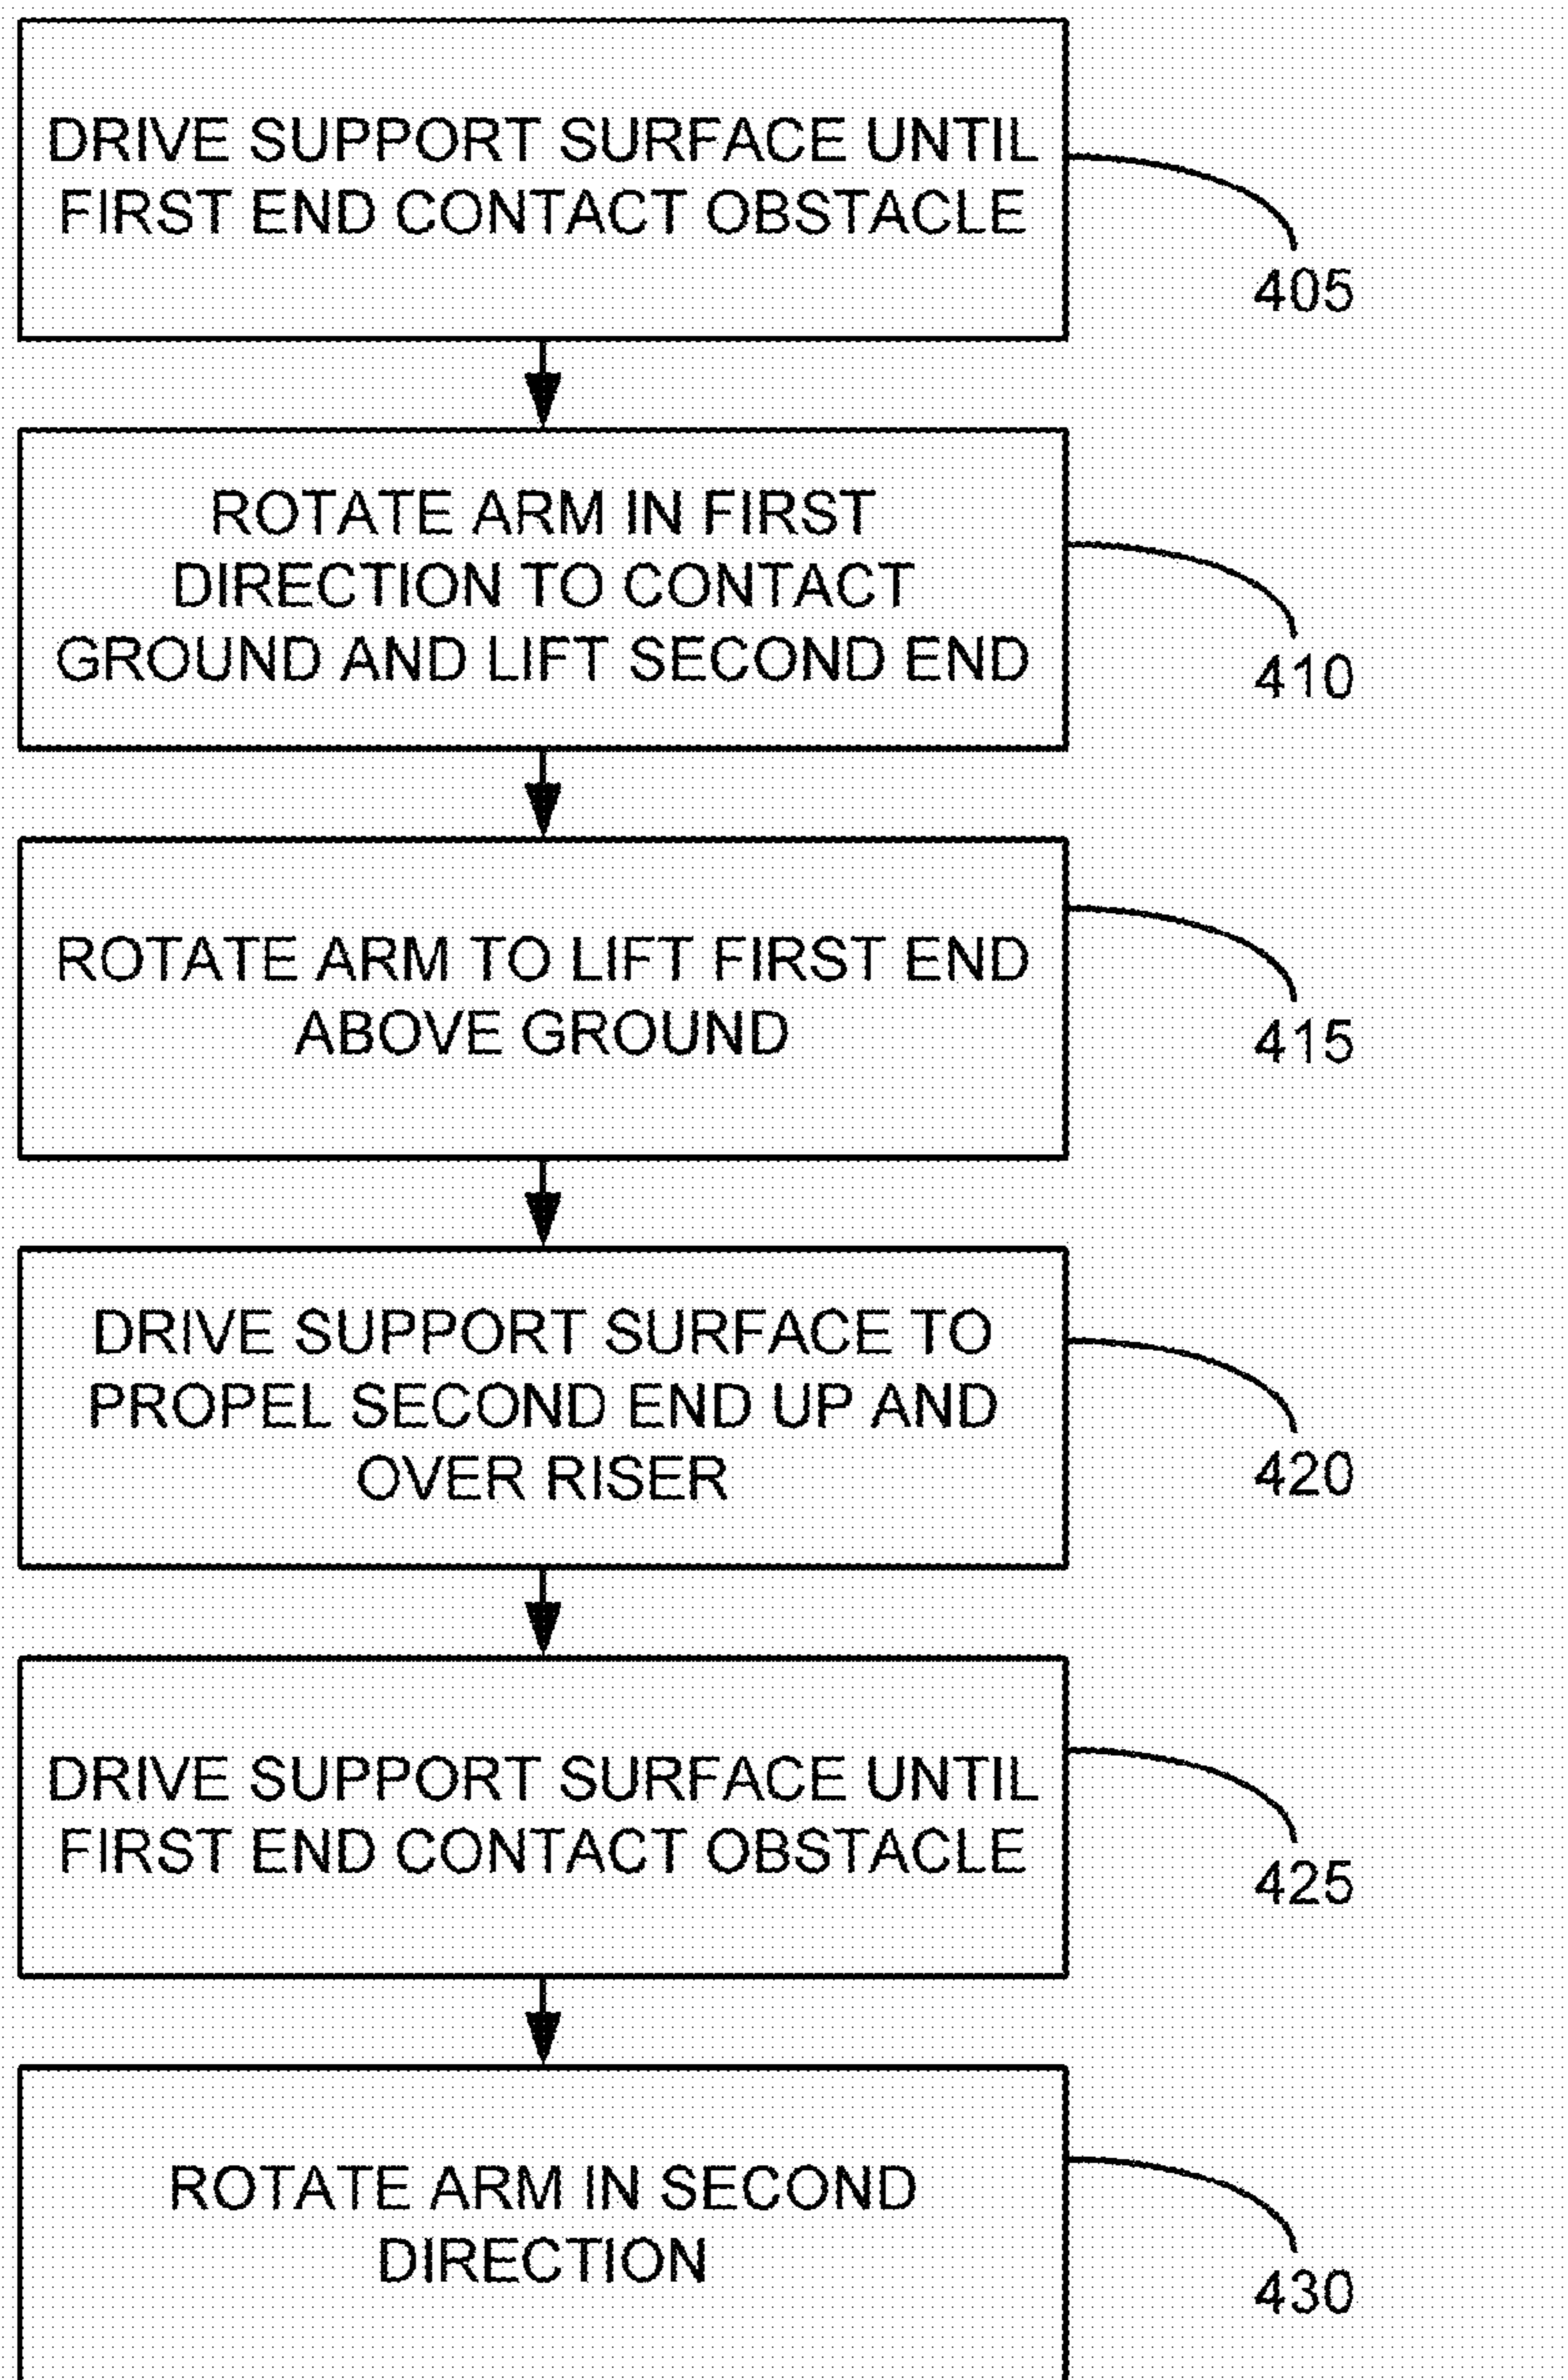 DRIVE SUPPORT SURFACE UNTIL
FIRST END CONTACT OBSTACLE
405
ROTATE ARM IN FIRST
DIRECTION TO CONTACT
GROUND AND LIFT SECOND END
410
ROTATE ARM TO LIFT FIRST END
ABOVE GROUND
415
DRIVE SUPPORT SURFACE TO
PROPEL SECOND END UP AND
OVER RISER
420
DRIVE SUPPORT SURFACE UNTIL
FIRST END CONTACT OBSTACLE
425
ROTATE ARM IN SECOND
DIRECTION
430